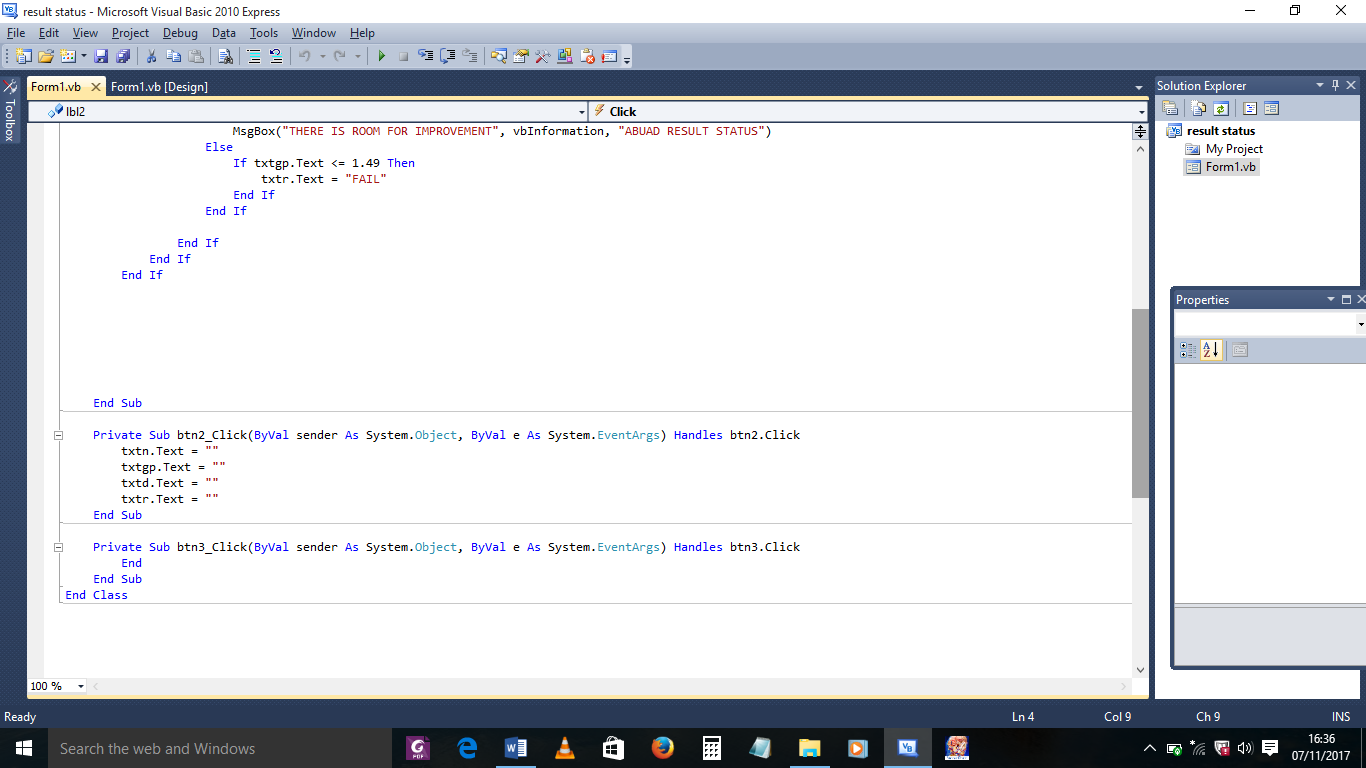 result status - Microsoft Visual Basic 2010 Express
File Edit View Project Debug Data Tools Window Help
Form1.vb Form1.vb [Design]
Solution Explorer
Toolbox
lbl2 Click
MsgBox("THERE IS ROOM FOR IMPROVEMENT", vbInformation, "ABUAD RESULT STATUS")
Else
If txtgp.Text <= 1.49 Then
txtr.Text = "FAIL"
End If
End If
End If
End If
End If
End Sub
Private Sub btn2_Click(ByVal sender As System.Object, ByVal e As System.EventArgs) Handles btn2.Click
txtn.Text = ""
txtgp.Text = ""
txtd.Text = ""
txtr.Text = ""
End Sub
Private Sub btn3_Click(ByVal sender As System.Object, ByVal e As System.EventArgs) Handles btn3.Click
End
End Sub
End Class
result status
My Project
Form1.vb
Properties
100 %
Ready Ln 4 Col 9 Ch 9 INS
Search the web and Windows
16:36
07/11/2017